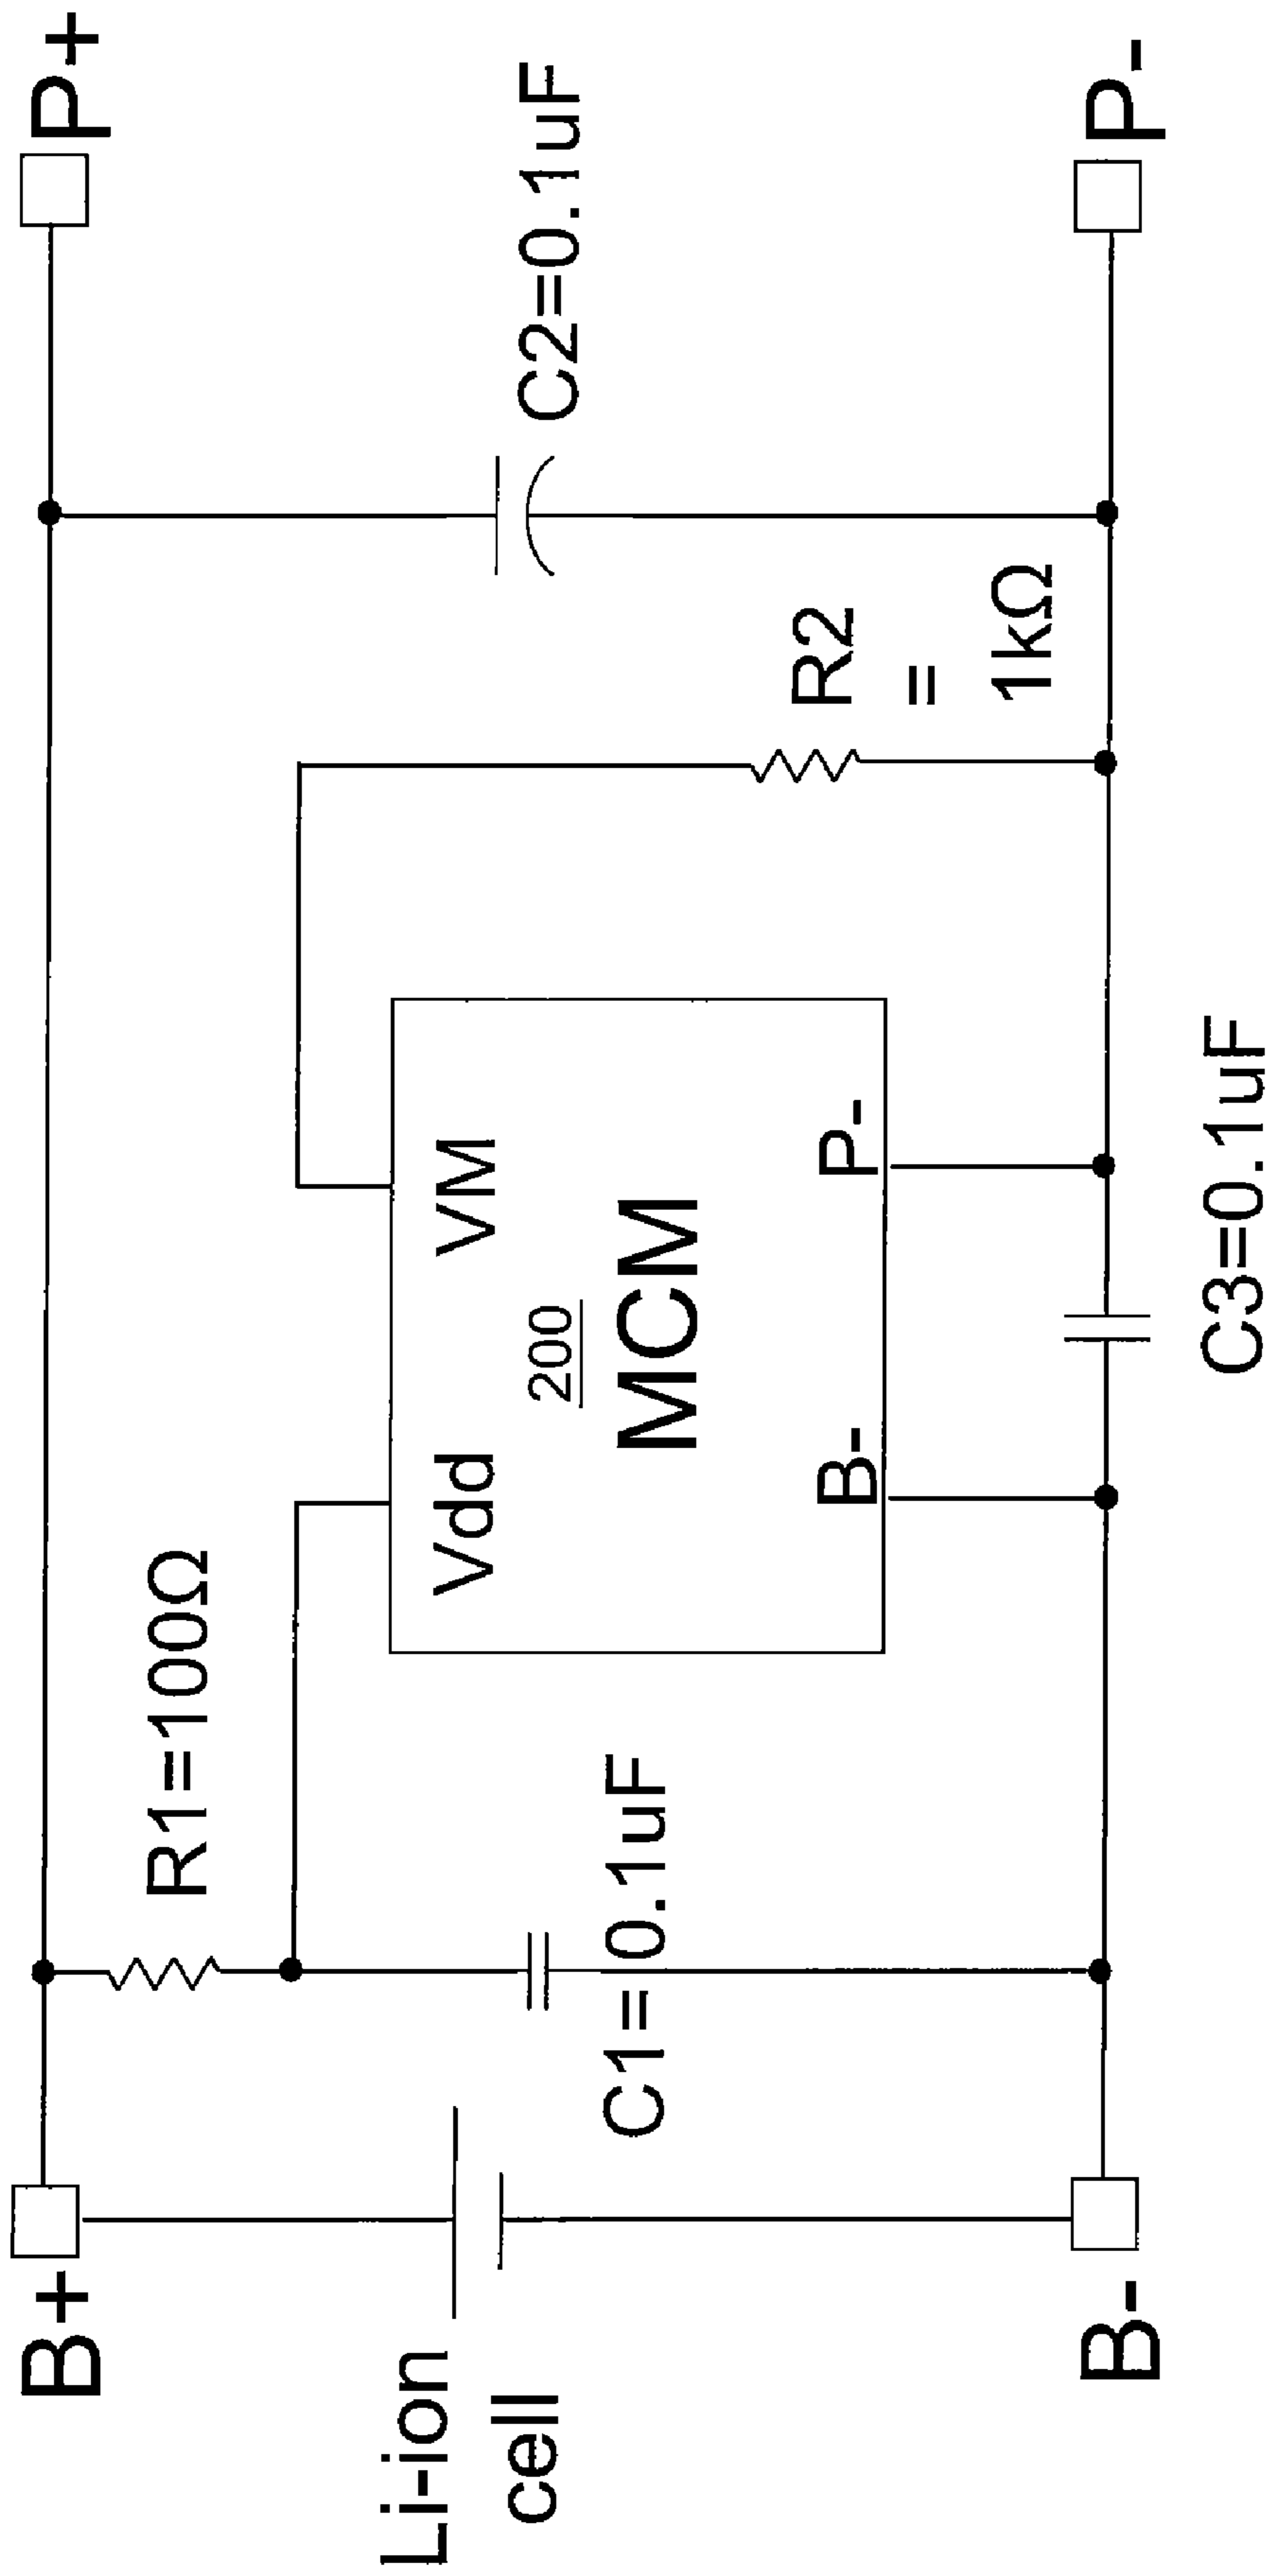 B+
P+
R1=100Ω
Li-ion
cell
Vdd
VM
200
MCM
C2=0.1uF
C1=0.1uF
B-
P-
R2
=
1kΩ
B-
P-
C3=0.1uF